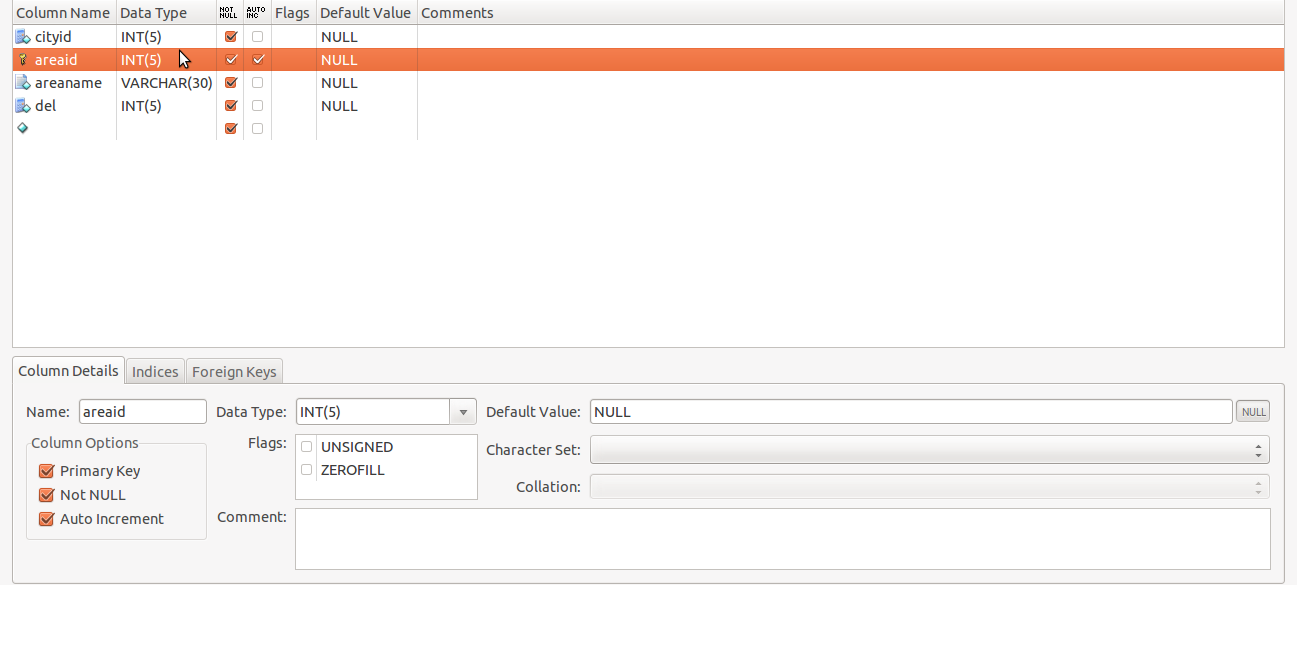 Column Name Data Type NOT NULL AUTO INC Flags Default Value Comments
cityid INT(5) NULL
areaid INT(5) NULL
areaname VARCHAR(30) NULL
del INT(5) NULL
Column Details Indices Foreign Keys
Name: areaid Data Type: INT(5) Default Value: NULL NULL
Column Options Flags: UNSIGNED Character Set:
Primary Key ZEROFILL
Not NULL Collation:
Auto Increment Comment: